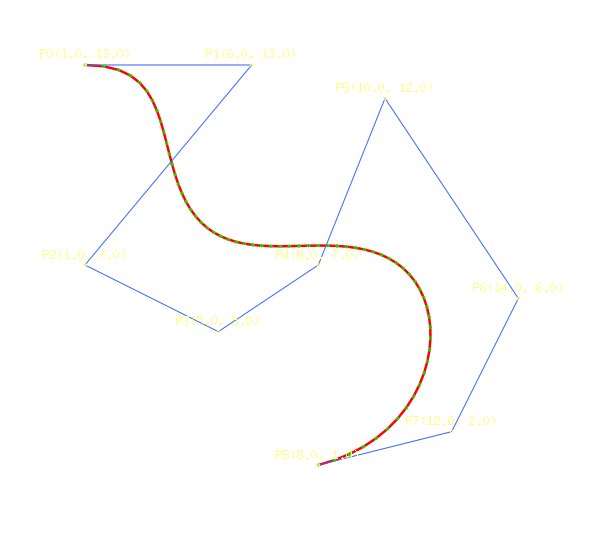 P0(1.0, 13.0)
P1(6.0, 13.0)
P5(10.0, 12.0)
P2(1.0, 7.0)
P4(8.0, 7.0)
P6(14.0, 6.0)
P3(5.0, 5.0)
P7(12.0, 2.0)
P8(8.0,